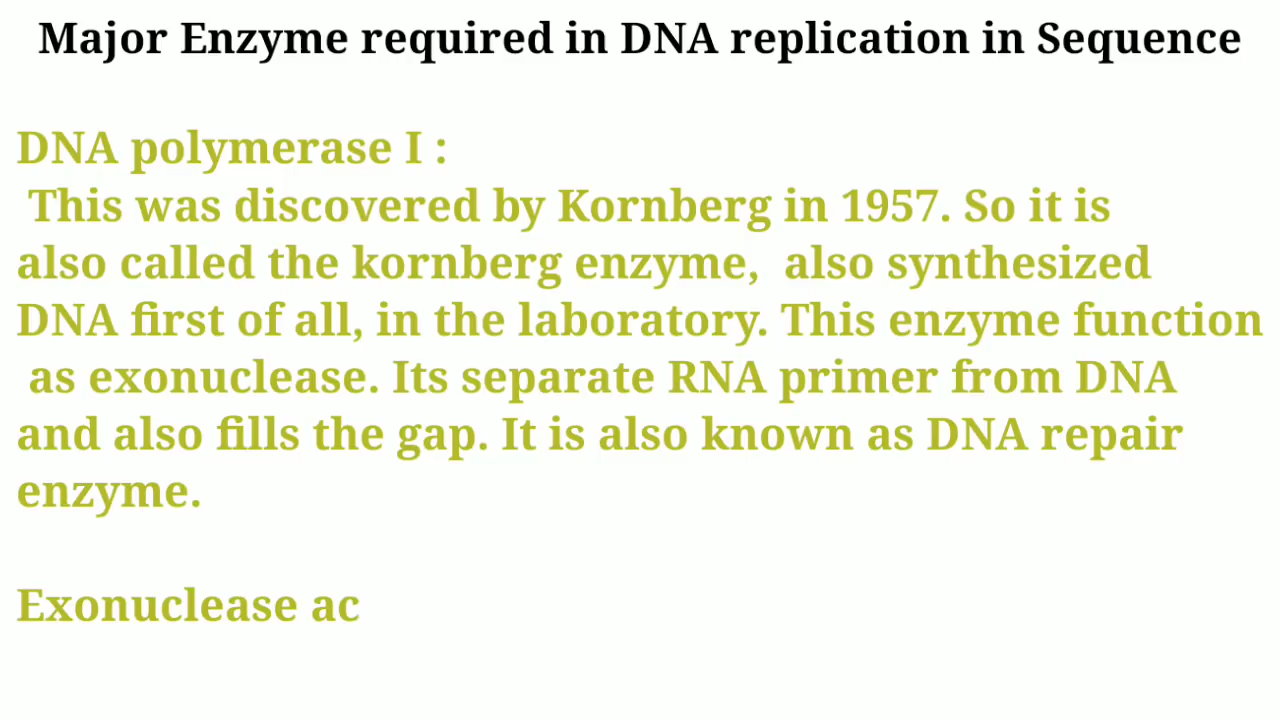 Major Enzyme required in DNA replication in Sequence
DNA polymerase I :
This was discovered by Kornberg in 1957. So it is
also called the kornberg enzyme, also synthesized
DNA first of all, in the laboratory. This enzyme function
as exonuclease. Its separate RNA primer from DNA
and also fills the gap. It is also known as DNA repair
enzyme.
Exonuclease ac